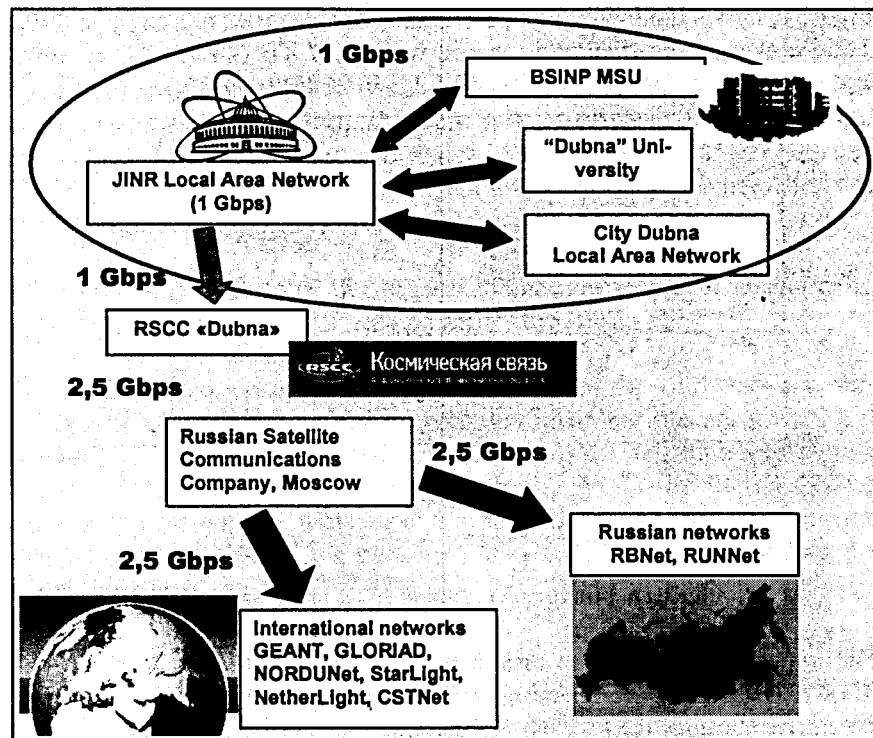 1 Gbps
BSINP MSU
"Dubna" Uni-
versity
JINR Local Area Network
(1 Gbps)
City Dubna
Local Area Network
1 Gbps
RSCC «Dubna»
RSCC
Космическая связь
2,5 Gbps
Russian Satellite
Communications
Company, Moscow
2,5 Gbps
Russian networks
RBNet, RUNNet
2,5 Gbps
International networks
GEANT, GLORIAD,
NORDUNet, StarLight,
NetherLight, CSTNet